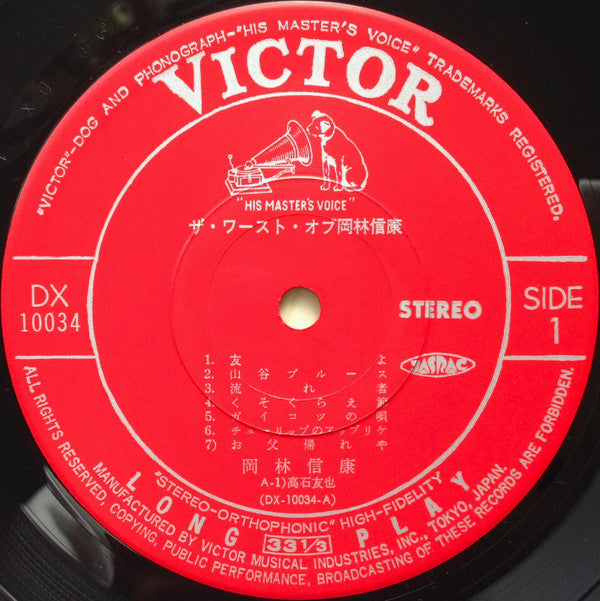 "VICTOR"-DOG AND PHONOGRAPH-"HIS MASTER'S VOICE" TRADEMARKS REGISTERED.
VICTOR
"HIS MASTER'S VOICE"
ザ・ワースト・オブ岡林信康
DX
10034
STEREO
SIDE
1
JASRAC
1. 友よ
2. 山谷ブルース
3. 流れ者
4. くそくらえ節
5. ガイコツの唄
6. チューリップのアップリケ
7) お父帰れや
岡林信康
A-1)高石友也
(DX-10034-A)
"STEREO-ORTHOPHONIC" HIGH-FIDELITY
LONG 33 1/3 PLAY
MANUFACTURED BY VICTOR MUSICAL INDUSTRIES, INC., TOKYO, JAPAN.
ALL RIGHTS RESERVED, COPYING, PUBLIC PERFORMANCE, BROADCASTING OF THESE RECORDS ARE FORBIDDEN.